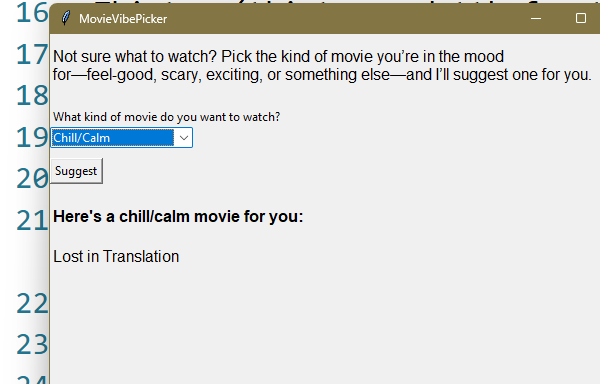 16
MovieVibePicker
17
Not sure what to watch? Pick the kind of movie you’re in the mood
for—feel-good, scary, exciting, or something else—and I’ll suggest one for you.
18
What kind of movie do you want to watch?
19
Chill/Calm
20
Suggest
21
Here's a chill/calm movie for you:
Lost in Translation
22
23
24